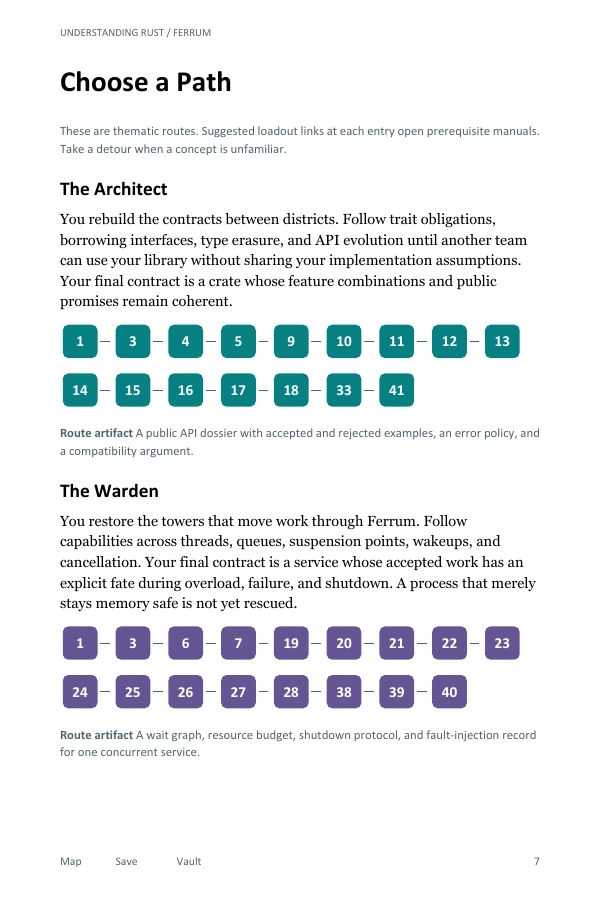 UNDERSTANDING RUST / FERRUM
Choose a Path
These are thematic routes. Suggested loadout links at each entry open prerequisite manuals.
Take a detour when a concept is unfamiliar.
The Architect
You rebuild the contracts between districts. Follow trait obligations,
borrowing interfaces, type erasure, and API evolution until another team
can use your library without sharing your implementation assumptions.
Your final contract is a crate whose feature combinations and public
promises remain coherent.
1 — 3 — 4 — 5 — 9 — 10 — 11 — 12 — 13
14 — 15 — 16 — 17 — 18 — 33 — 41
Route artifact A public API dossier with accepted and rejected examples, an error policy, and
a compatibility argument.
The Warden
You restore the towers that move work through Ferrum. Follow
capabilities across threads, queues, suspension points, wakeups, and
cancellation. Your final contract is a service whose accepted work has an
explicit fate during overload, failure, and shutdown. A process that merely
stays memory safe is not yet rescued.
1 — 3 — 6 — 7 — 19 — 20 — 21 — 22 — 23
24 — 25 — 26 — 27 — 28 — 38 — 39 — 40
Route artifact A wait graph, resource budget, shutdown protocol, and fault-injection record
for one concurrent service.
Map Save Vault 7